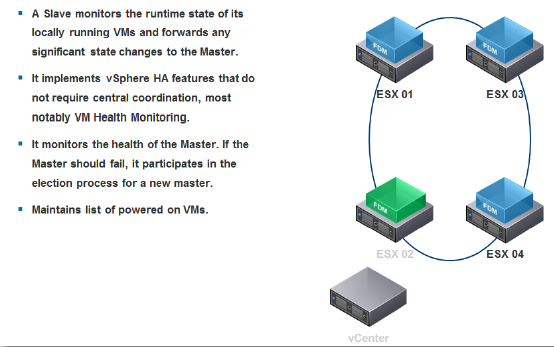 A Slave monitors the runtime state of its
locally running VMs and forwards any
significant state changes to the Master.
It implements vSphere HA features that do
not require central coordination, most
notably VM Health Monitoring.
It monitors the health of the Master. If the
Master should fail, it participates in the
election process for a new master.
Maintains list of powered on VMs.
FDM
FDM
ESX 01
ESX 03
FDM
FDM
ESX 02
ESX 04
vCenter